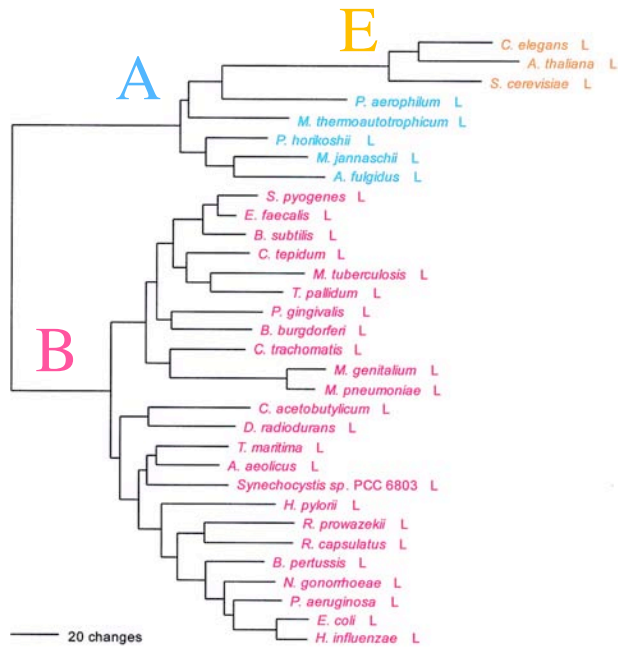 E
C. elegans L
A
A. thaliana L
S. cerevisiae L
P. aerophilum L
M. thermoautotrophicum L
P. horikoshii L
M. jannaschii L
A. fulgidus L
S. pyogenes L
E. faecalis L
B. subtilis L
C. tepidum L
M. tuberculosis L
T. pallidum L
P. gingivalis L
B. burgdorferi L
B
C. trachomatis L
M. genitalium L
M. pneumoniae L
C. acetobutylicum L
D. radiodurans L
T. maritima L
A. aeolicus L
Synechocystis sp. PCC 6803 L
H. pylorii L
R. prowazekii L
R. capsulatus L
B. pertussis L
N. gonorrhoeae L
P. aeruginosa L
E. coli L
H. influenzae L
20 changes